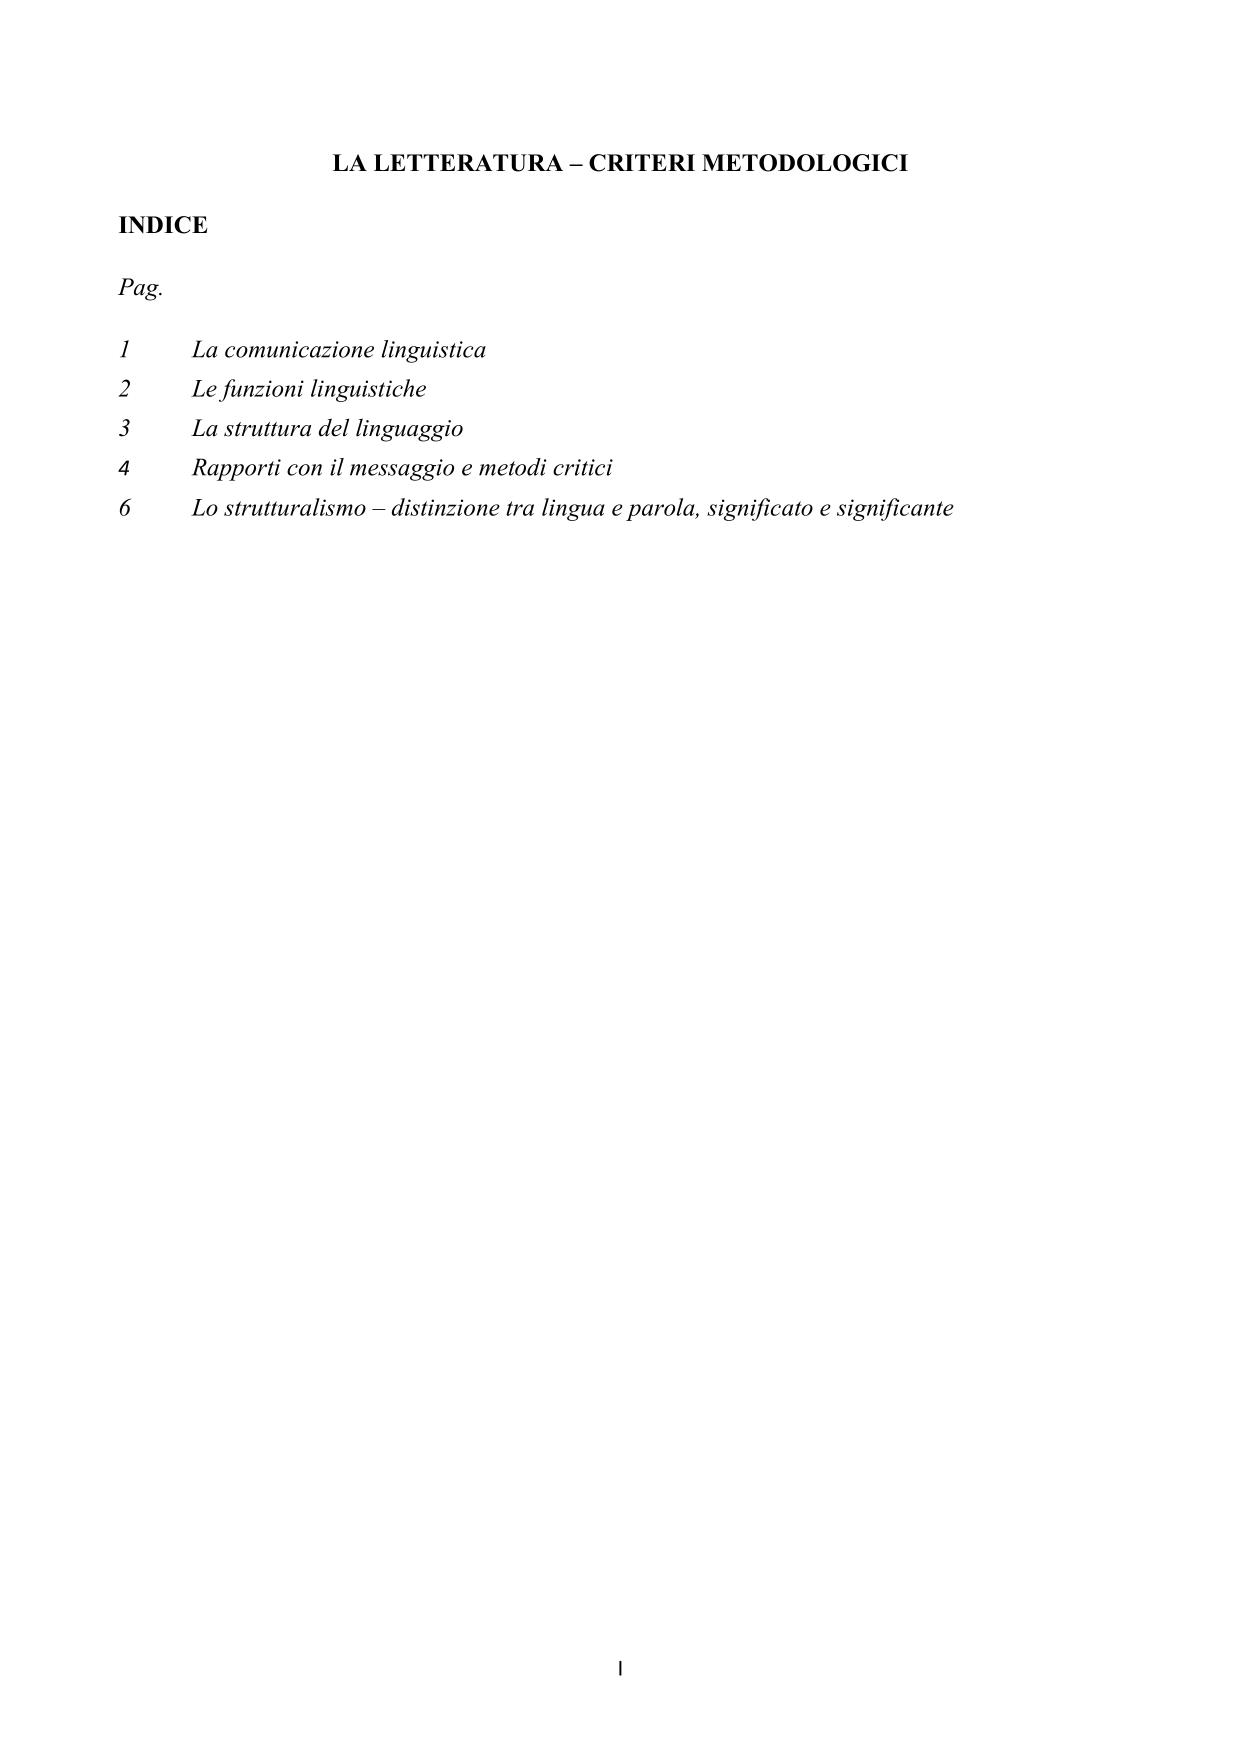 LA LETTERATURA – CRITERI METODOLOGICI
INDICE
Pag.
1 La comunicazione linguistica
2 Le funzioni linguistiche
3 La struttura del linguaggio
4 Rapporti con il messaggio e metodi critici
6 Lo strutturalismo – distinzione tra lingua e parola, significato e significante
I